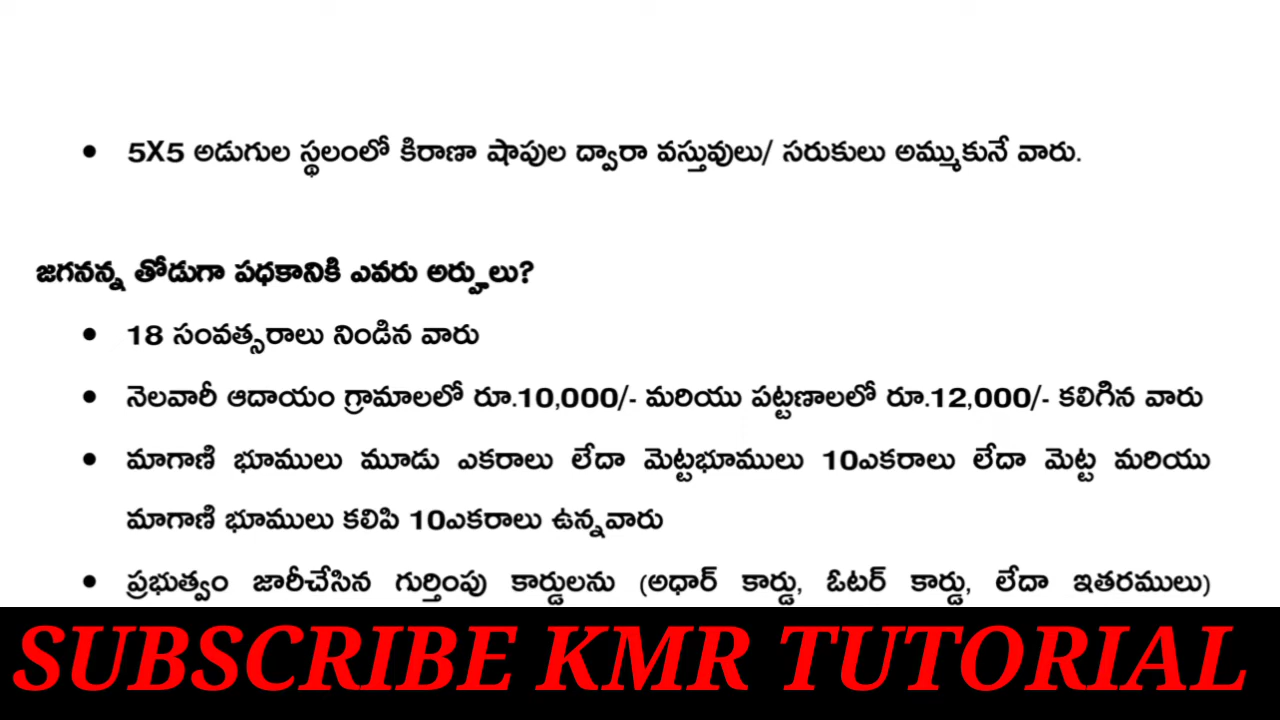 • 5X5 అడుగుల స్థలంలో కిరాణా షాపుల ద్వారా వస్తువులు/ సరుకులు అమ్ముకునే వారు.
జగనన్న తోడుగా పధకానికి ఎవరు అర్హులు?
• 18 సంవత్సరాలు నిండిన వారు
• నెలవారీ ఆదాయం గ్రామాలలో రూ.10,000/- మరియు పట్టణాలలో రూ.12,000/- కలిగిన వారు
• మాగాణి భూములు మూడు ఎకరాలు లేదా మెట్టభూములు 10ఎకరాలు లేదా మెట్ట మరియు
మాగాణి భూములు కలిపి 10ఎకరాలు ఉన్నవారు
• ప్రభుత్వం జారీచేసిన గుర్తింపు కార్డులను (అధార్ కార్డు, ఓటర్ కార్డు, లేదా ఇతరములు)
SUBSCRIBE KMR TUTORIAL